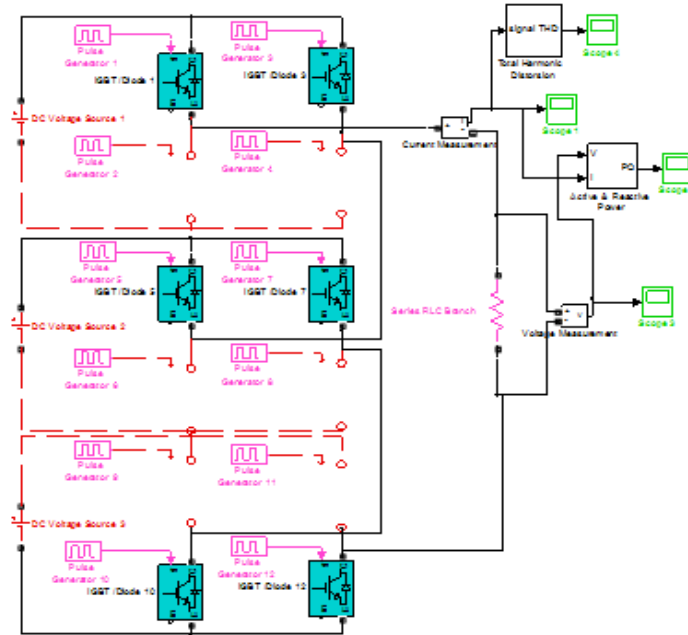 Pulse
Generator 1
IGBT/Diode 1
Pulse
Generator 3
IGBT/Diode 3
signal THD
Total Harmonic
Distorsion
Scope 4
DC Voltage Source 1
Pulse
Generator 2
Pulse
Generator 4
Current Measurement
Scope 1
V
I
PQ
Active & Reactive
Power
Scope
Pulse
Generator 5
IGBT/Diode 5
Pulse
Generator 7
IGBT/Diode 7
Series RLC Branch
DC Voltage Source 2
Voltage Measurement
Scope 3
Pulse
Generator 6
Pulse
Generator 8
Pulse
Generator 9
Pulse
Generator 11
DC Voltage Source 3
Pulse
Generator 10
IGBT/Diode 10
Pulse
Generator 12
IGBT/Diode 12